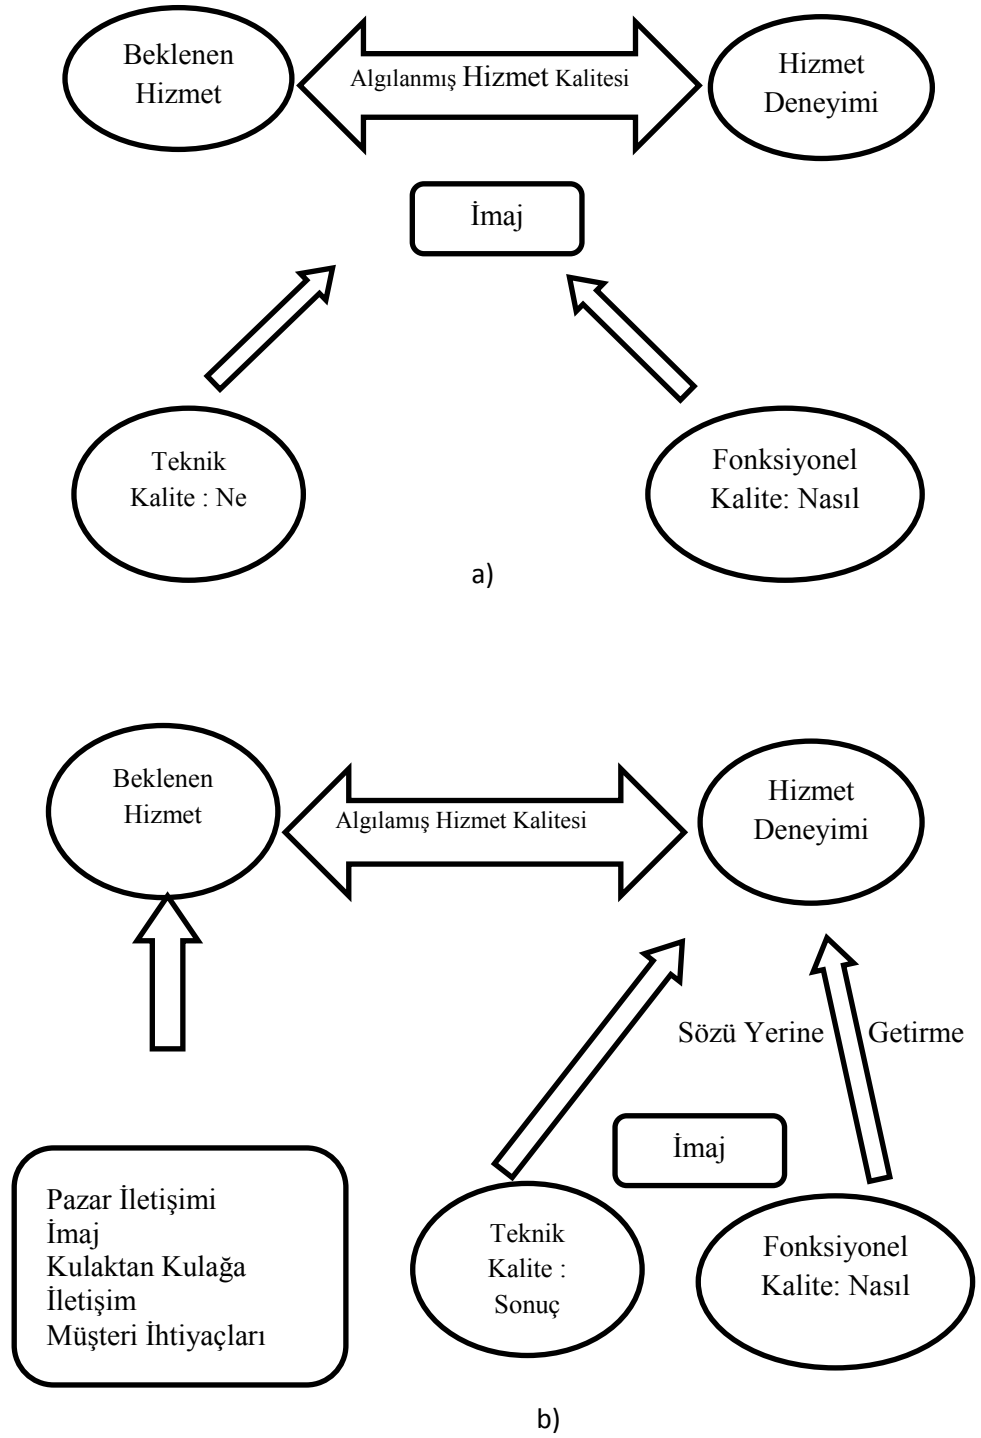 Beklenen
Hizmet
Algılanmış Hizmet Kalitesi
Hizmet
Deneyimi
İmaj
Teknik
Kalite : Ne
Fonksiyonel
Kalite: Nasıl
a)
Beklenen
Hizmet
Algılamış Hizmet Kalitesi
Hizmet
Deneyimi
Sözü Yerine Getirme
İmaj
Pazar İletişimi
İmaj
Kulaktan Kulağa
İletişim
Müşteri İhtiyaçları
Teknik
Kalite :
Sonuç
Fonksiyonel
Kalite: Nasıl
b)